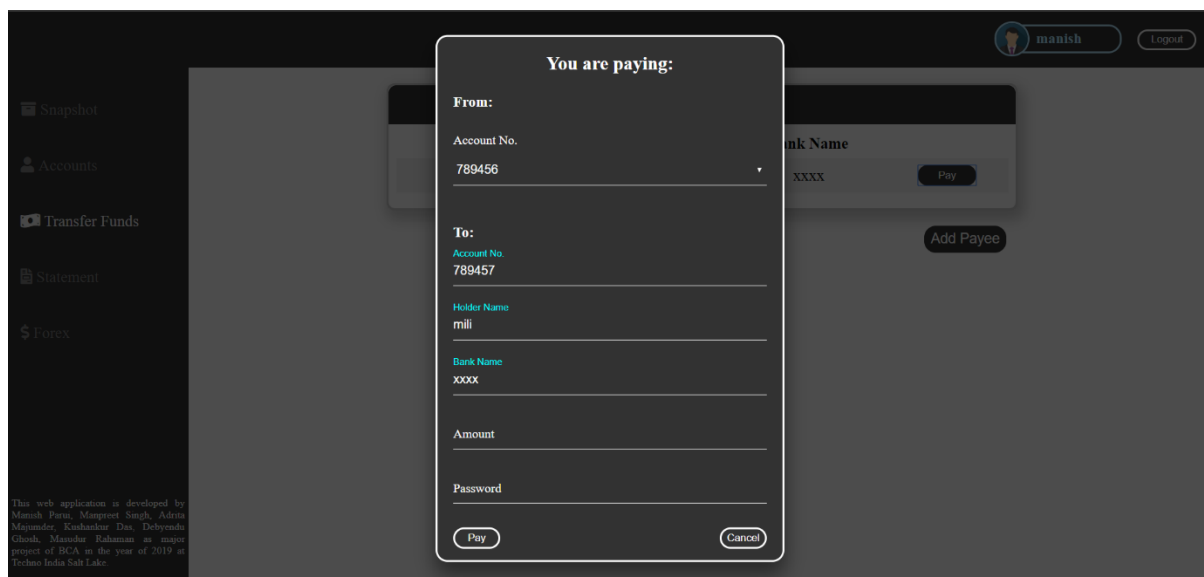 manish
Logout
Snapshot
Accounts
Transfer Funds
Statement
$ Forex
This web application is developed by
Manish Parui, Manpreet Singh, Adrita
Majumder, Kushankur Das, Debyendu
Ghosh, Masudur Rahaman as major
project of BCA in the year of 2019 at
Techno India Salt Lake.
You are paying:
From:
Account No.
789456
To:
Account No.
789457
Holder Name
mili
Bank Name
xxxx
Amount
Password
Pay
Cancel
Name
xxxx
Pay
Add Payee